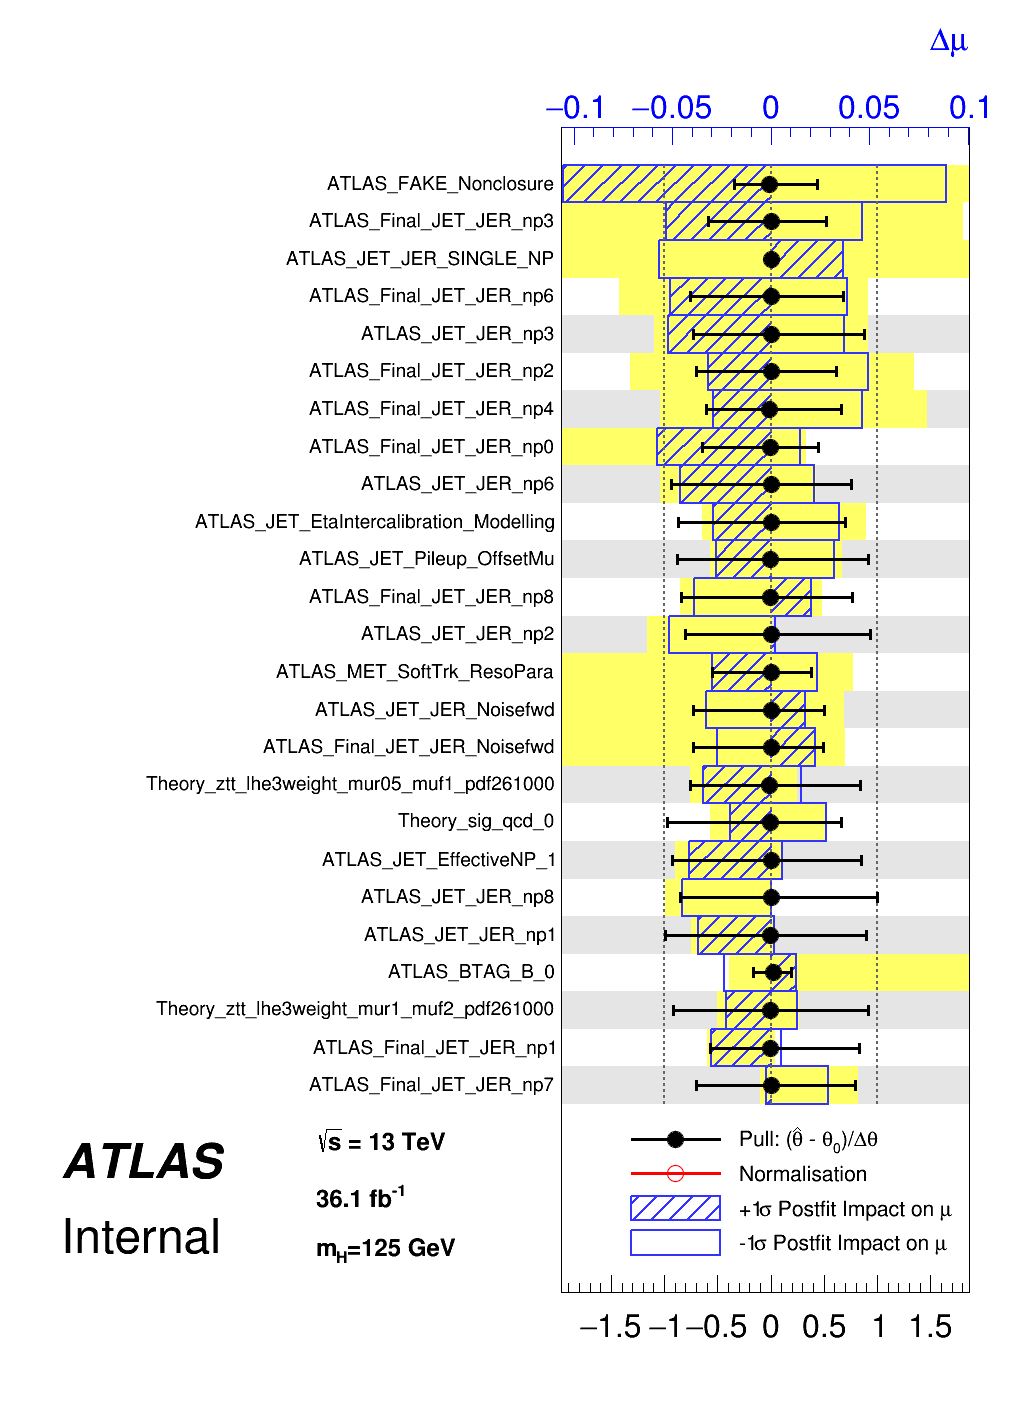 Δμ
−0.1 −0.05 0 0.05 0.1
ATLAS_FAKE_Nonclosure
ATLAS_Final_JET_JER_np3
ATLAS_JET_JER_SINGLE_NP
ATLAS_Final_JET_JER_np6
ATLAS_JET_JER_np3
ATLAS_Final_JET_JER_np2
ATLAS_Final_JET_JER_np4
ATLAS_Final_JET_JER_np0
ATLAS_JET_JER_np6
ATLAS_JET_EtaIntercalibration_Modelling
ATLAS_JET_Pileup_OffsetMu
ATLAS_Final_JET_JER_np8
ATLAS_JET_JER_np2
ATLAS_MET_SoftTrk_ResoPara
ATLAS_JET_JER_Noisefwd
ATLAS_Final_JET_JER_Noisefwd
Theory_ztt_lhe3weight_mur05_muf1_pdf261000
Theory_sig_qcd_0
ATLAS_JET_EffectiveNP_1
ATLAS_JET_JER_np8
ATLAS_JET_JER_np1
ATLAS_BTAG_B_0
Theory_ztt_lhe3weight_mur1_muf2_pdf261000
ATLAS_Final_JET_JER_np1
ATLAS_Final_JET_JER_np7
ATLAS
Internal
√s = 13 TeV
36.1 fb⁻¹
m_H=125 GeV
Pull: (θ̂ - θ₀)/Δθ
Normalisation
+1σ Postfit Impact on μ
-1σ Postfit Impact on μ
−1.5 −1 −0.5 0 0.5 1 1.5